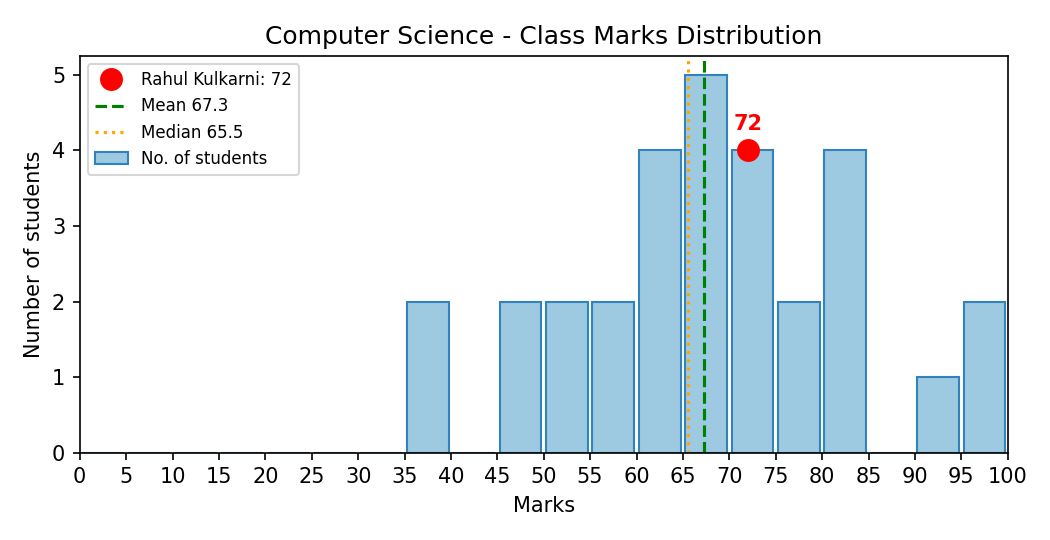 Computer Science - Class Marks Distribution
Rahul Kulkarni: 72
Mean 67.3
Median 65.5
No. of students
72
Number of students
5
4
3
2
1
0
0 5 10 15 20 25 30 35 40 45 50 55 60 65 70 75 80 85 90 95 100
Marks